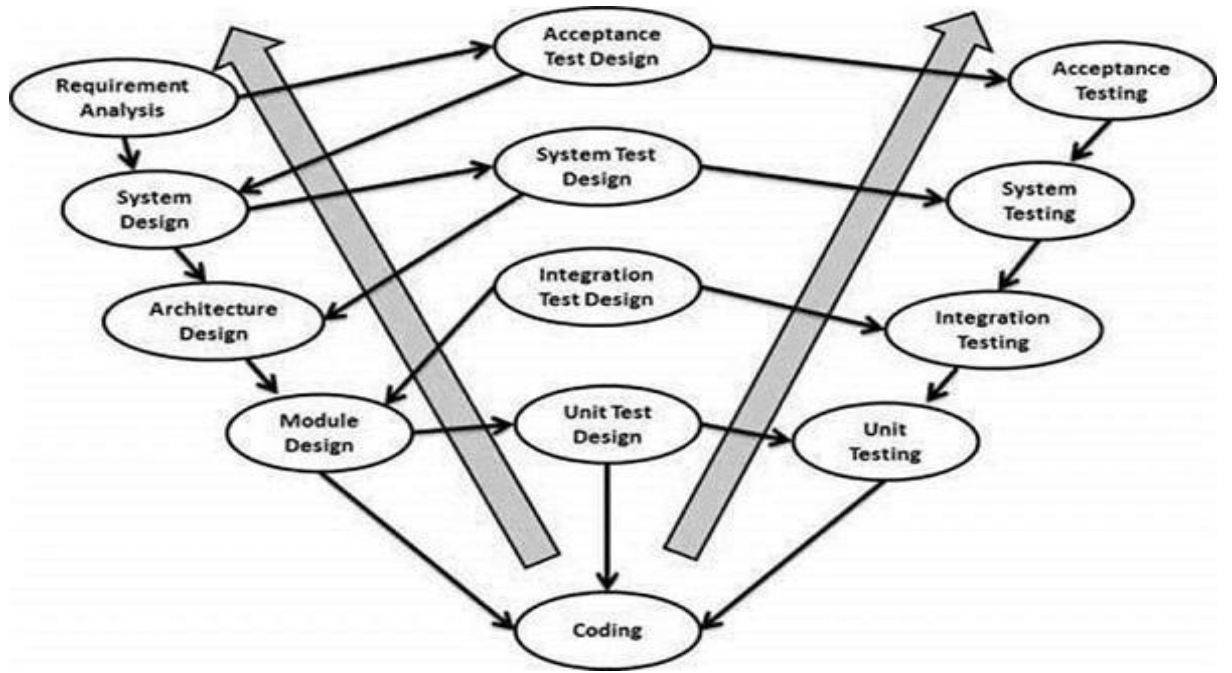 Acceptance
Test Design
Requirement
Analysis
Acceptance
Testing
System Test
Design
System
Design
System
Testing
Integration
Test Design
Architecture
Design
Integration
Testing
Module
Design
Unit Test
Design
Unit
Testing
Coding